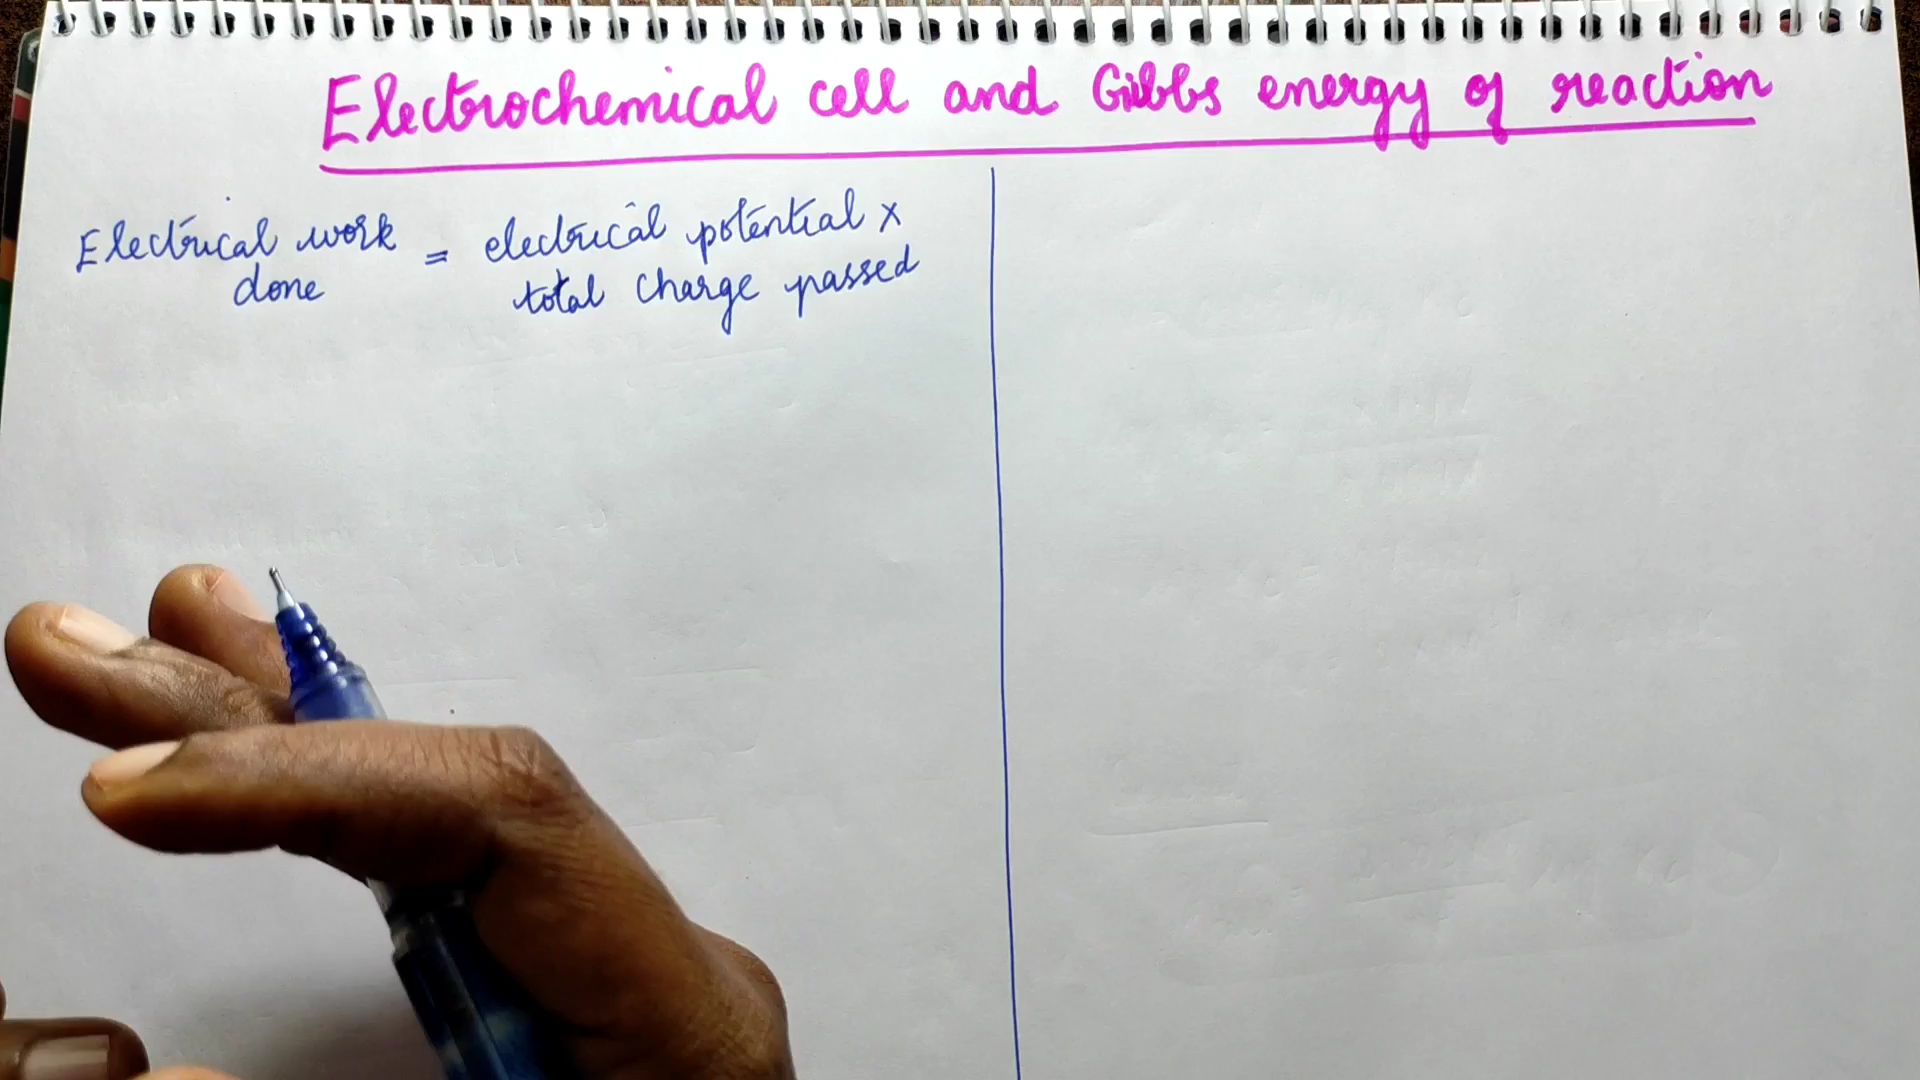 Electrochemical cell and Gibbs energy of reaction
Electrical work done = electrical potential x
total charge passed